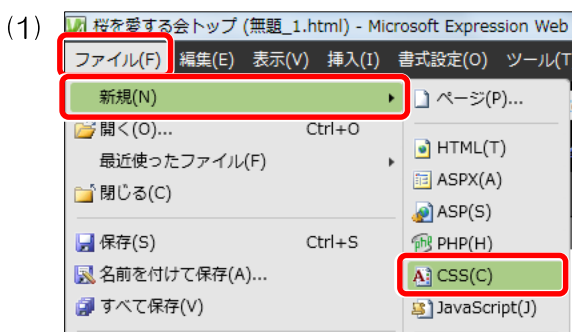 (1)
桜を愛する会トップ (無題_1.html) - Microsoft Expression Web
ファイル(F) 編集(E) 表示(V) 挿入(I) 書式設定(O) ツール(T
新規(N)
ページ(P)...
開く(O)... Ctrl+O
HTML(T)
最近使ったファイル(F)
ASPX(A)
閉じる(C)
ASP(S)
保存(S) Ctrl+S
PHP(H)
名前を付けて保存(A)...
CSS(C)
すべて保存(V)
JavaScript(J)